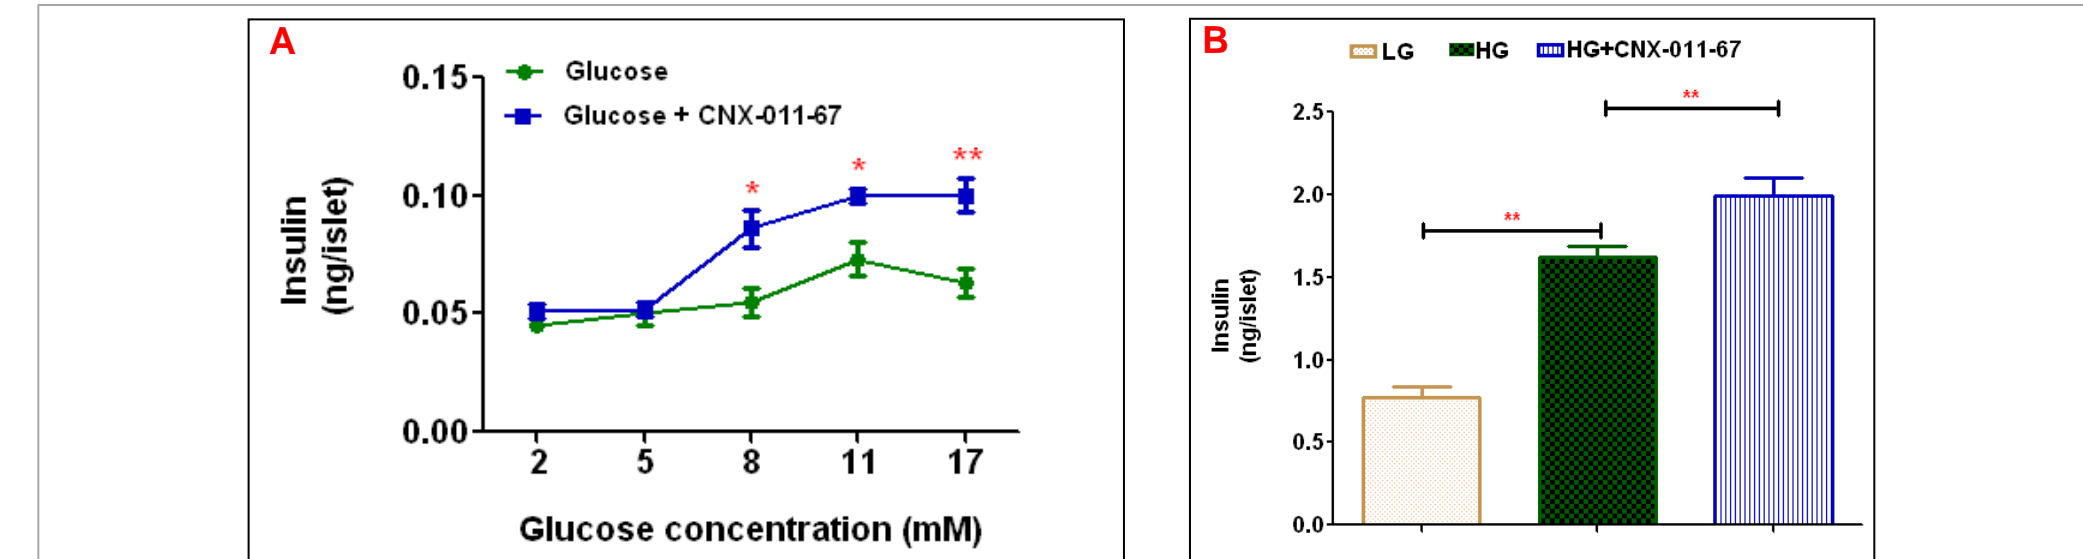 A
Glucose
Glucose + CNX-011-67
0.15
0.10
0.05
0.00
Insulin
(ng/islet)
*
*
**
2 5 8 11 17
Glucose concentration (mM)
B
LG HG HG+CNX-011-67
2.5
2.0
1.5
1.0
0.5
0.0
Insulin
(ng/islet)
**
**